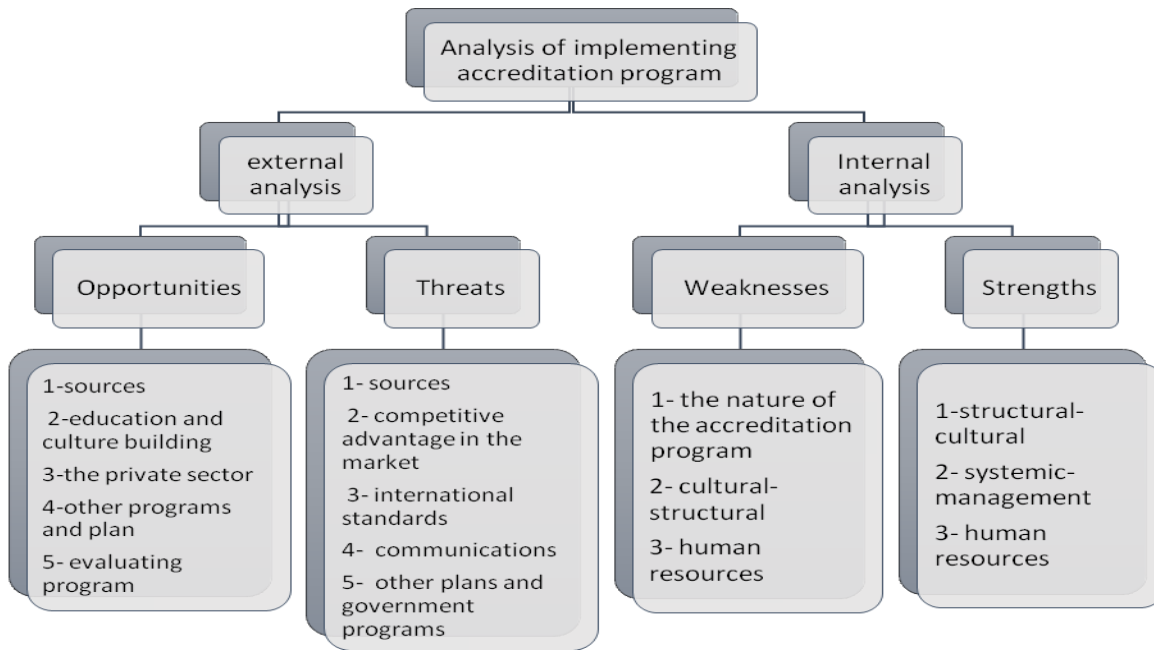 Analysis of implementing
accreditation program
external
analysis
Internal
analysis
Opportunities
Threats
Weaknesses
Strengths
1-sources
2-education and
culture building
3-the private sector
4-other programs
and plan
5- evaluating
program
1- sources
2- competitive
advantage in the
market
3- international
standards
4- communications
5- other plans and
government
programs
1- the nature of
the accreditation
program
2- cultural-
structural
3- human
resources
1-structural-
cultural
2- systemic-
management
3- human
resources